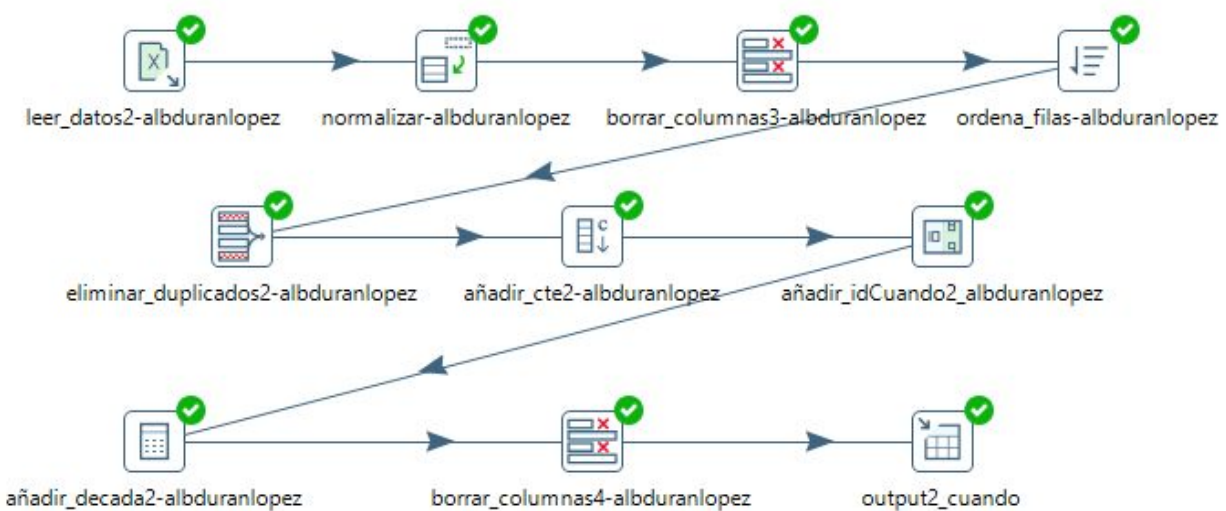 leer_datos2-albduranlopez
normalizar-albduranlopez
borrar_columnas3-albduranlopez
ordena_filas-albduranlopez
eliminar_duplicados2-albduranlopez
añadir_cte2-albduranlopez
añadir_idCuando2_albduranlopez
añadir_decada2-albduranlopez
borrar_columnas4-albduranlopez
output2_cuando